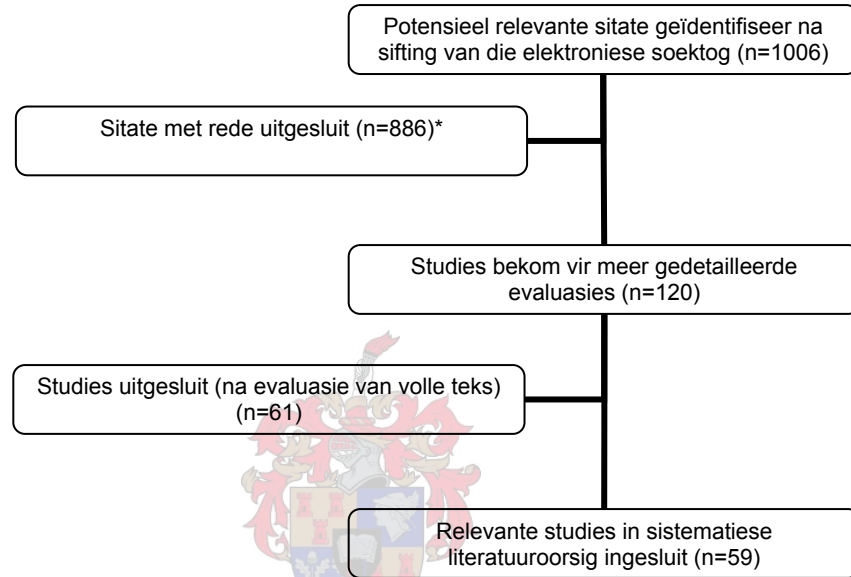 Potensieel relevante sitate geïdentifiseer na
sifting van die elektroniese soektog (n=1006)
Sitate met rede uitgesluit (n=886)*
Studies bekom vir meer gedetailleerde
evaluasies (n=120)
Studies uitgesluit (na evaluasie van volle teks)
(n=61)
Relevante studies in sistematiese
literatuuroorsig ingesluit (n=59)